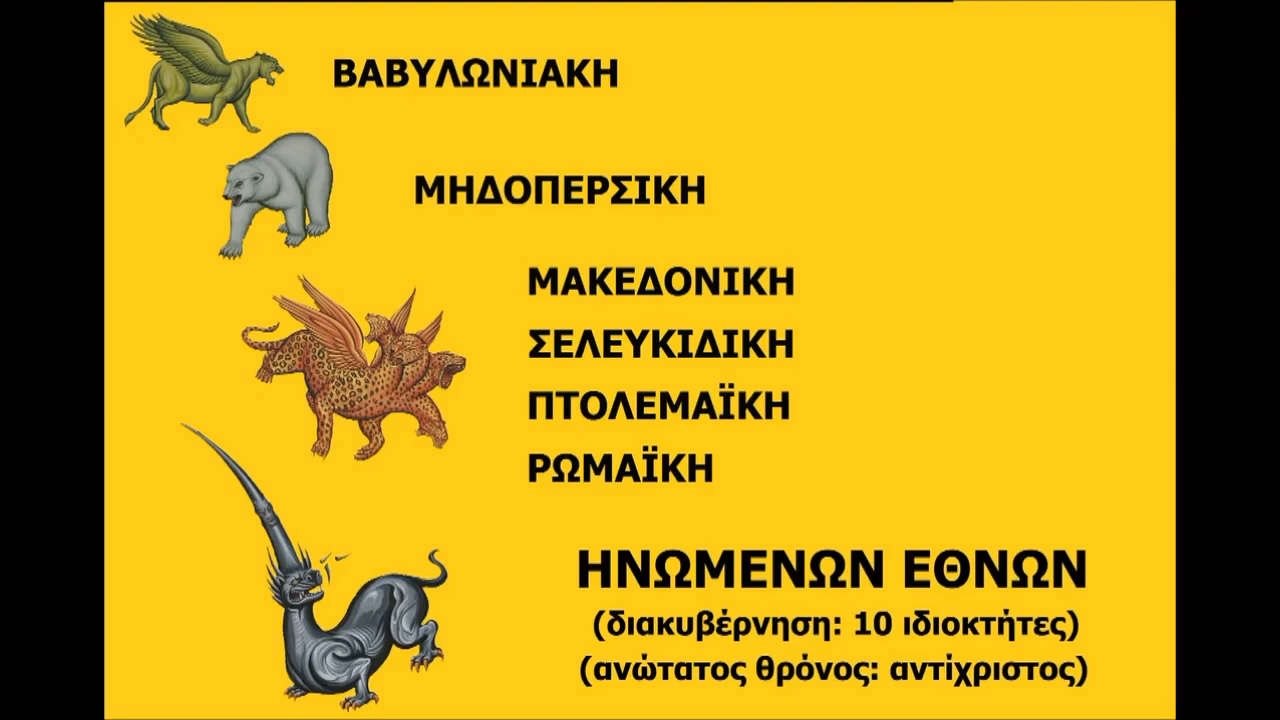 ΒΑΒΥΛΩΝΙΑΚΗ
ΜΗΔΟΠΕΡΣΙΚΗ
ΜΑΚΕΔΟΝΙΚΗ
ΣΕΛΕΥΚΙΔΙΚΗ
ΠΤΟΛΕΜΑΪΚΗ
ΡΩΜΑΪΚΗ
ΗΝΩΜΕΝΩΝ ΕΘΝΩΝ
(διακυβέρνηση: 10 ιδιοκτήτες)
(ανώτατος θρόνος: αντίχριστος)